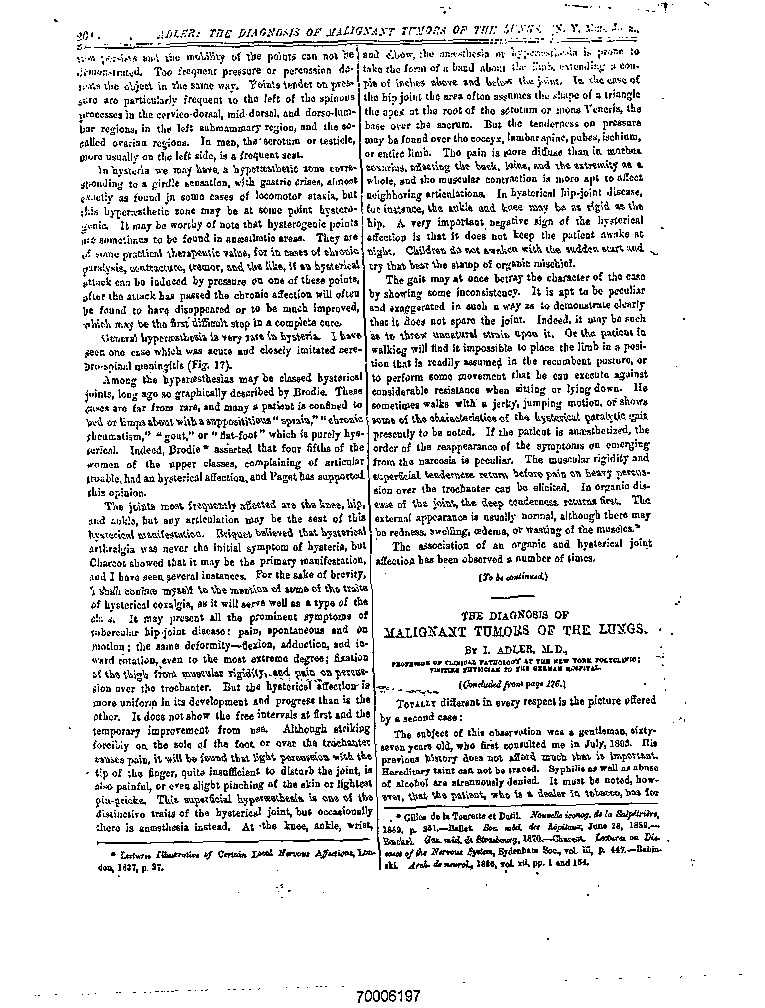 ADLER: THE DIAGNOSIS OF MALIGNANT TUMORS OF THE LUNGS. [N. Y.
and the mobility of the points can not be
demonstrated. Too frequent pressure or percussion
the object in the same way. Points tender on pres-
sure are particularly frequent to the left of the spinous
processes in the cervico-dorsal, mid-dorsal, and dorso-lum-
bar regions, in the left submammary region, and the so-
called ovarian regions. In men, the scrotum or testicle,
more usually on the left side, is a frequent seat.
In hysteria we may have a hyperæsthetic zone corre-
sponding to a girdle sensation, with gastric crises, almost
exactly as found in some cases of locomotor ataxia, but
this hyperæsthetic zone may be at some point hystero-
genic. It may be worthy of note that hysterogenic points
are sometimes to be found in anæsthetic areas. They are
of some practical therapeutic value, for in cases of chronic
paralysis, contracture, tremor, and the like, if an hysterical
attack can be induced by pressure on one of these points,
after the attack has passed the chronic affection will often
be found to have disappeared or to be much improved,
which may be the first difficult step in a complete cure.
General hyperæsthesia is very rare in hysteria. I have
seen one case which was acute and closely imitated cere-
bro-spinal meningitis (Fig. 17).
Among the hyperæsthesias may be classed hysterical
joints, long ago so graphically described by Brodie. These
cases are far from rare, and many a patient is confined to
bed or limps about with a supposititious "sprain," "chronic
rheumatism," "gout," or "flat-foot" which is purely hys-
terical. Indeed, Brodie * asserted that four fifths of the
women of the upper classes, complaining of articular
trouble, had an hysterical affection, and Paget has supported
this opinion.
The joints most frequently affected are the knee, hip,
and ankle, but any articulation may be the seat of this
hysterical manifestation. Briquet believed that hysterical
arthralgia was never the initial symptom of hysteria, but
Charcot showed that it may be the primary manifestation,
and I have seen several instances. For the sake of brevity,
I shall confine myself to the mention of some of the traits
of hysterical coxalgia, as it will serve well as a type of the
class. It may present all the prominent symptoms of
tubercular hip-joint disease: pain, spontaneous and on
motion; the same deformity—flexion, adduction, and in-
ward rotation, even to the most extreme degree; fixation
of the thigh from muscular rigidity, and pain on percus-
sion over the trochanter. But the hysterical affection is
more uniform in its development and progress than is the
other. It does not show the free intervals at first and the
temporary improvement from use. Although striking
forcibly on the sole of the foot or over the trochanter
causes pain, it will be found that light percussion with the
tip of the finger, quite insufficient to disturb the joint, is
also painful, or even slight pinching of the skin or lightest
pin-pricks. This superficial hyperæsthesia is one of the
distinctive traits of the hysterical joint, but occasionally
there is anæsthesia instead. At the knee, ankle, wrist,
* Lectures Illustrative of Certain Local Nervous Affections, Lon-
don, 1837, p. 37.
and elbow, the anæsthesia or hyperæsthesia is prone to
take the form of a band about the limb, extending a cou-
ple of inches above and below the joint. In the case of
the hip joint the area often assumes the shape of a triangle
the apex at the root of the scrotum or mons Veneris, the
base over the sacrum. But the tenderness on pressure
may be found over the coccyx, lumbar spine, pubes, ischium,
or entire limb. The pain is more diffuse than in morbus
coxarius, affecting the back, loins, and the extremity as a
whole, and the muscular contraction is more apt to affect
neighboring articulations. In hysterical hip-joint disease,
for instance, the ankle and knee may be as rigid as the
hip. A very important negative sign of the hysterical
affection is that it does not keep the patient awake at
night. Children do not awaken with the sudden start and
cry that bear the stamp of organic mischief.
The gait may at once betray the character of the case
by showing some inconsistency. It is apt to be peculiar
and exaggerated in such a way as to demonstrate clearly
that it does not spare the joint. Indeed, it may be such
as to throw unnatural strain upon it. Or the patient in
walking will find it impossible to place the limb in a posi-
tion that is readily assumed in the recumbent posture, or
to perform some movement that he can execute against
considerable resistance when sitting or lying down. He
sometimes walks with a jerky, jumping motion, or shows
some of the characteristics of the hysterical paralytic gait
presently to be noted. If the patient is anæsthetized, the
order of the reappearance of the symptoms on emerging
from the narcosis is peculiar. The muscular rigidity and
superficial tenderness return before pain on heavy percus-
sion over the trochanter can be elicited. In organic dis-
ease of the joint, the deep tenderness returns first. The
external appearance is usually normal, although there may
be redness, swelling, œdema, or wasting of the muscles.*
The association of an organic and hysterical joint
affection has been observed a number of times.
(To be continued.)
THE DIAGNOSIS OF
MALIGNANT TUMORS OF THE LUNGS.
BY I. ADLER, M.D.,
PROFESSOR OF CLINICAL PATHOLOGY AT THE NEW YORK POLYCLINIC;
VISITING PHYSICIAN TO THE GERMAN HOSPITAL.
(Concluded from page 176.)
TOTALLY different in every respect is the picture offered
by a second case:
The subject of this observation was a gentleman, sixty-
seven years old, who first consulted me in July, 1893. His
previous history does not afford much that is important.
Hereditary taint can not be traced. Syphilis as well as abuse
of alcohol are strenuously denied. It must be noted, how-
ever, that the patient, who is a dealer in tobacco, has for
* Gilles de la Tourette et Dutil. Nouvelle iconog. de la Salpêtrière,
1889, p. 251.—Ballet. Soc. méd. des Hôpitaux, June 28, 1889.—
Boeckel. Gaz. méd. de Strasbourg, 1870.—Charcot. Lectures on Dis-
eases of the Nervous System, Sydenham Soc., vol. iii, p. 447.—Babin-
ski. Arch. de neurol., 1886, vol. xii, pp. 1 and 154.
70006197